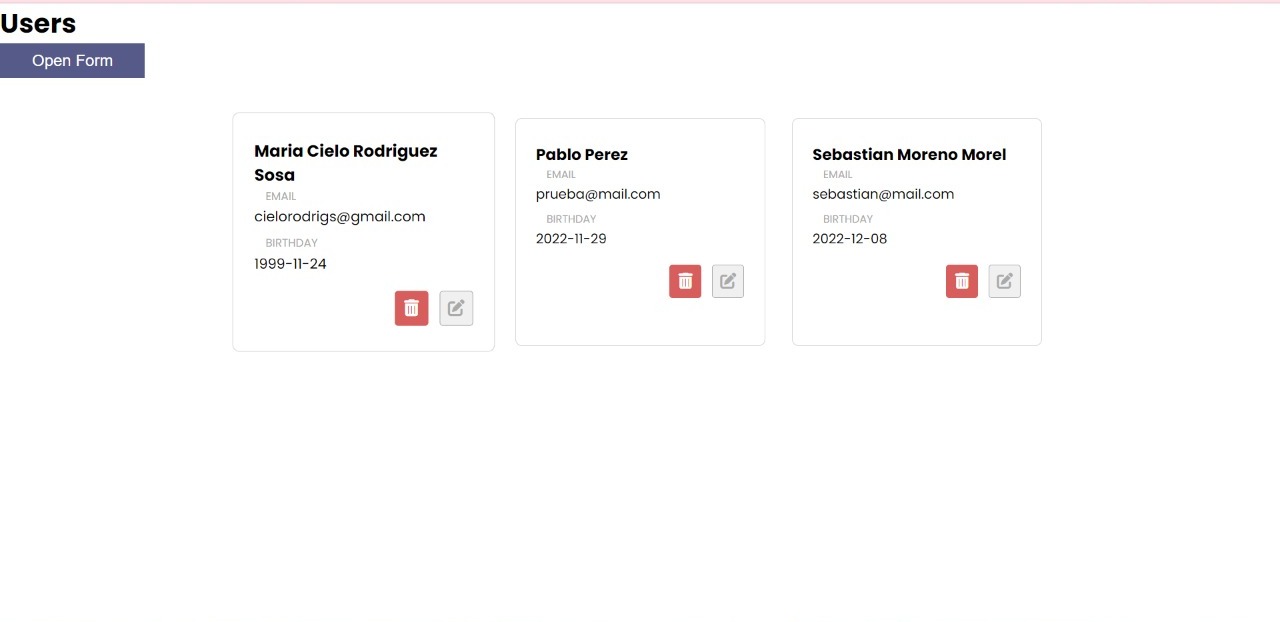 Users
Open Form
Maria Cielo Rodriguez
Sosa
EMAIL
cielorodrigs@gmail.com
BIRTHDAY
1999-11-24
Pablo Perez
EMAIL
prueba@mail.com
BIRTHDAY
2022-11-29
Sebastian Moreno Morel
EMAIL
sebastian@mail.com
BIRTHDAY
2022-12-08